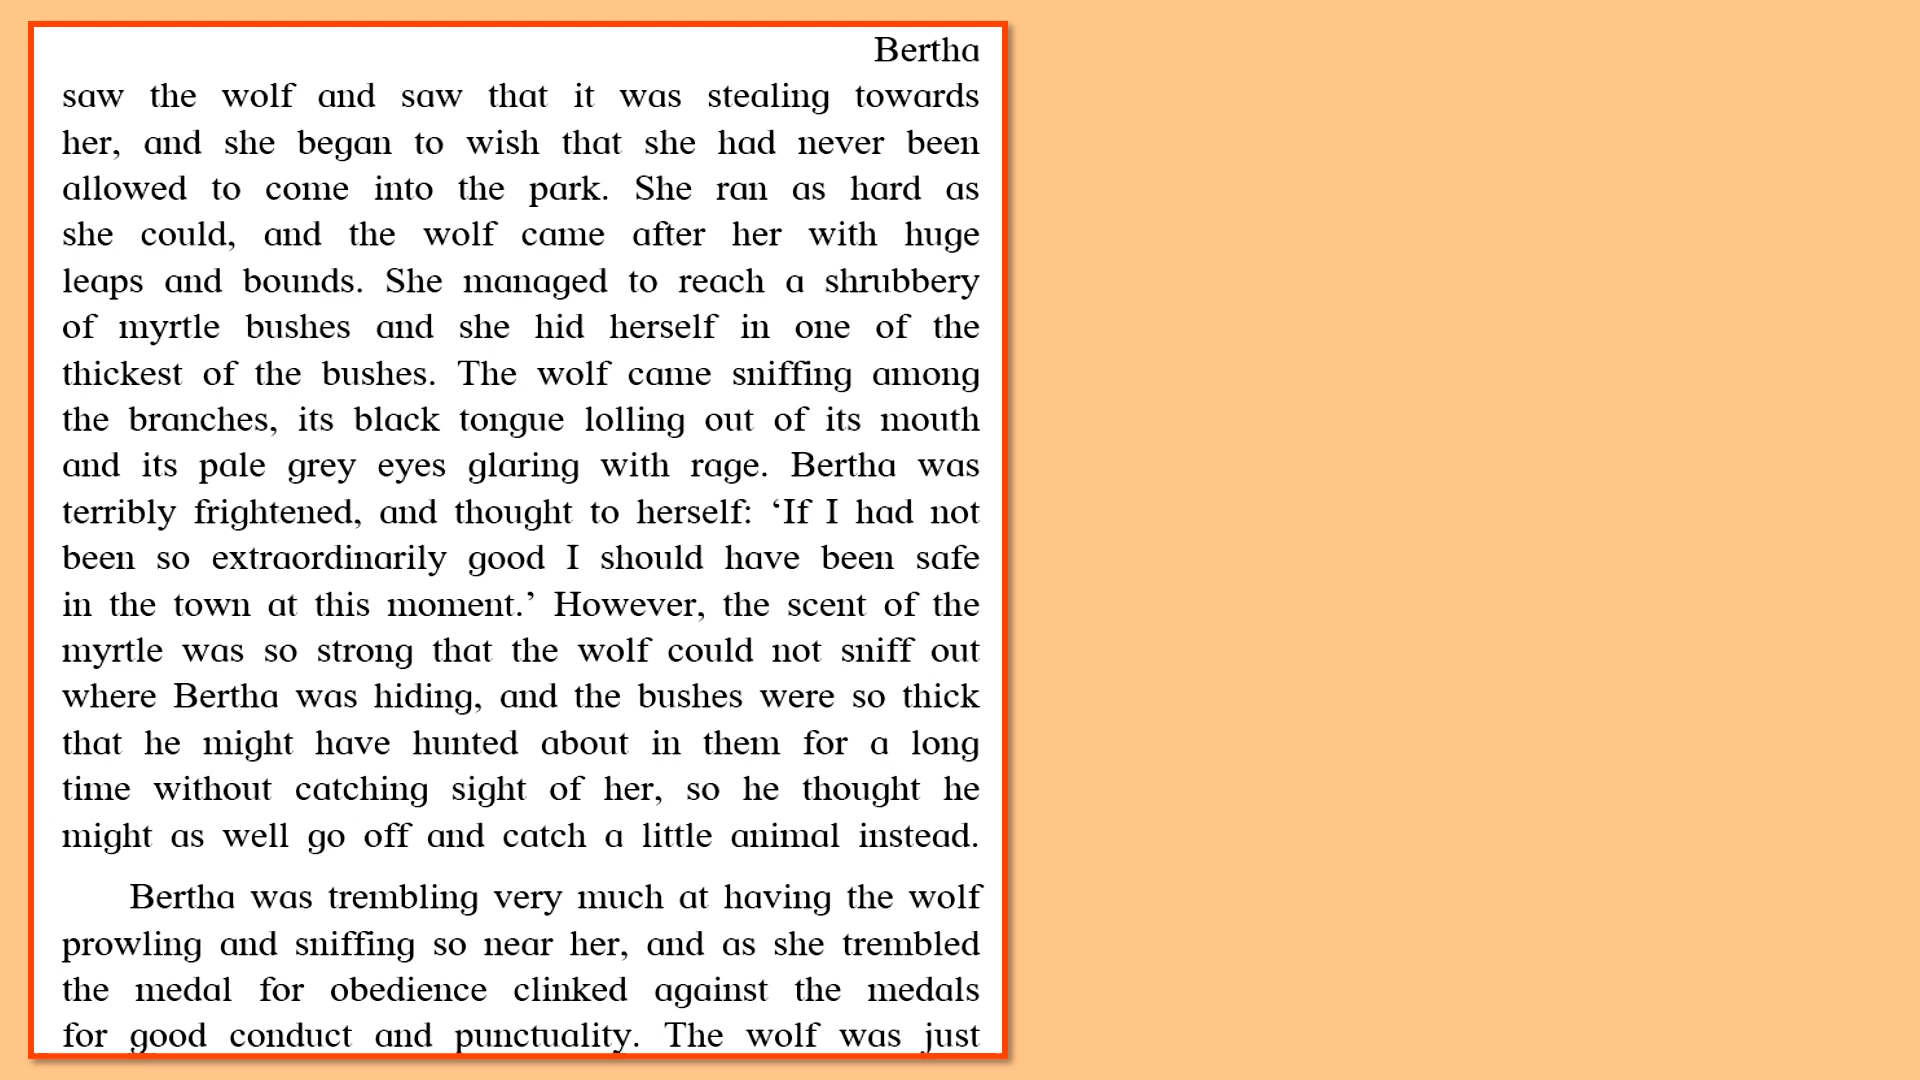 Bertha
saw the wolf and saw that it was stealing towards
her, and she began to wish that she had never been
allowed to come into the park. She ran as hard as
she could, and the wolf came after her with huge
leaps and bounds. She managed to reach a shrubbery
of myrtle bushes and she hid herself in one of the
thickest of the bushes. The wolf came sniffing among
the branches, its black tongue lolling out of its mouth
and its pale grey eyes glaring with rage. Bertha was
terribly frightened, and thought to herself: ‘If I had not
been so extraordinarily good I should have been safe
in the town at this moment.’ However, the scent of the
myrtle was so strong that the wolf could not sniff out
where Bertha was hiding, and the bushes were so thick
that he might have hunted about in them for a long
time without catching sight of her, so he thought he
might as well go off and catch a little animal instead.
Bertha was trembling very much at having the wolf
prowling and sniffing so near her, and as she trembled
the medal for obedience clinked against the medals
for good conduct and punctuality. The wolf was just